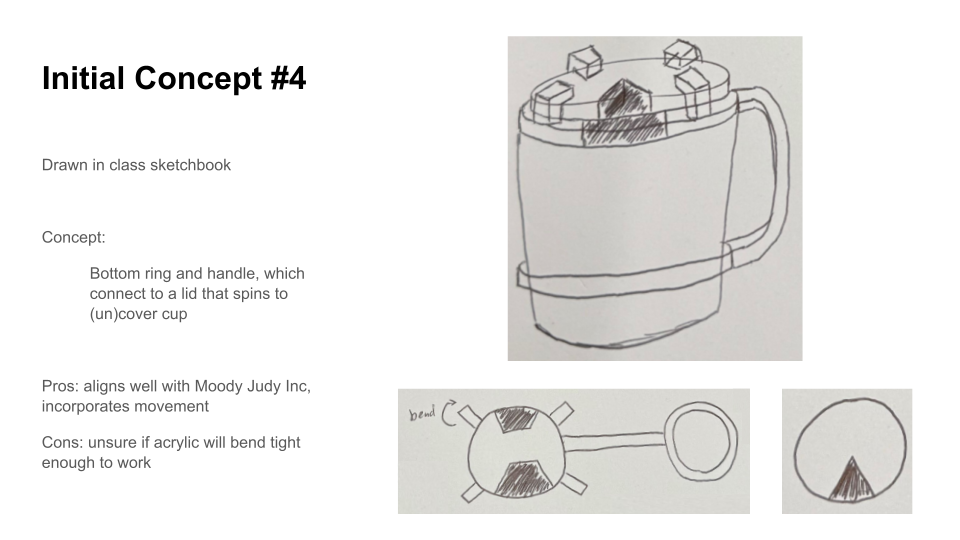 Initial Concept #4
Drawn in class sketchbook
Concept:
Bottom ring and handle, which
connect to a lid that spins to
(un)cover cup
Pros: aligns well with Moody Judy Inc,
incorporates movement
Cons: unsure if acrylic will bend tight
enough to work
bend